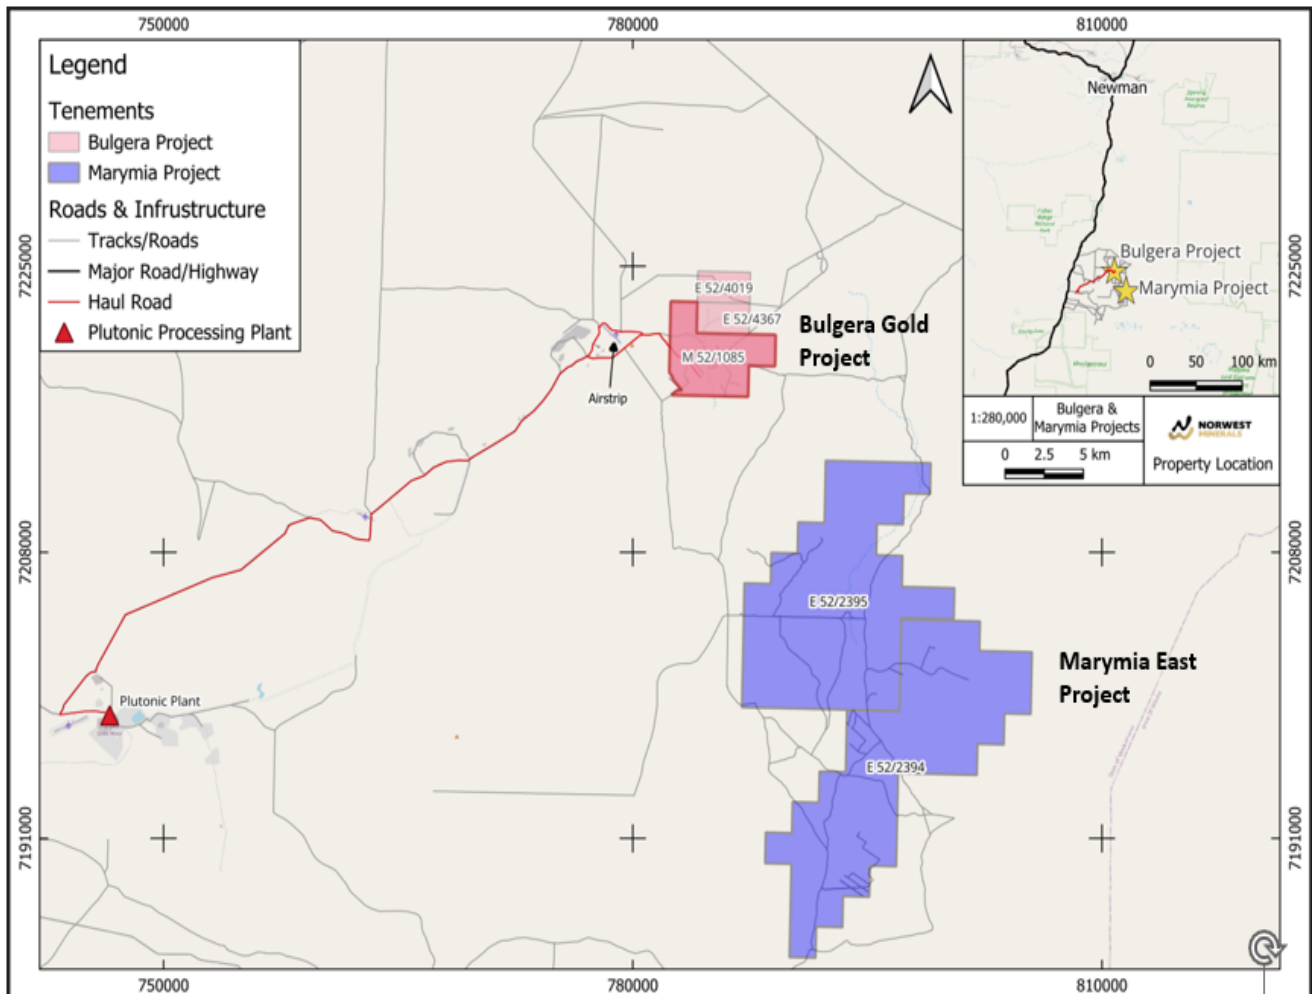 750000
780000
810000
Legend
Tenements
Bulgera Project
Marymia Project
Roads & Infrustructure
Tracks/Roads
Major Road/Highway
Haul Road
Plutonic Processing Plant
Newman
Bulgera Project
Marymia Project
0 50 100 km
1:280,000
Bulgera &
Marymia Projects
NORWEST
MINERALS
0 2.5 5 km
Property Location
7225000
7225000
E 52/4019
E 52/4367
M 52/1085
Bulgera Gold
Project
Airstrip
7208000
7208000
E 52/2395
Marymia East
Project
Plutonic Plant
E 52/2394
7191000
7191000
750000
780000
810000